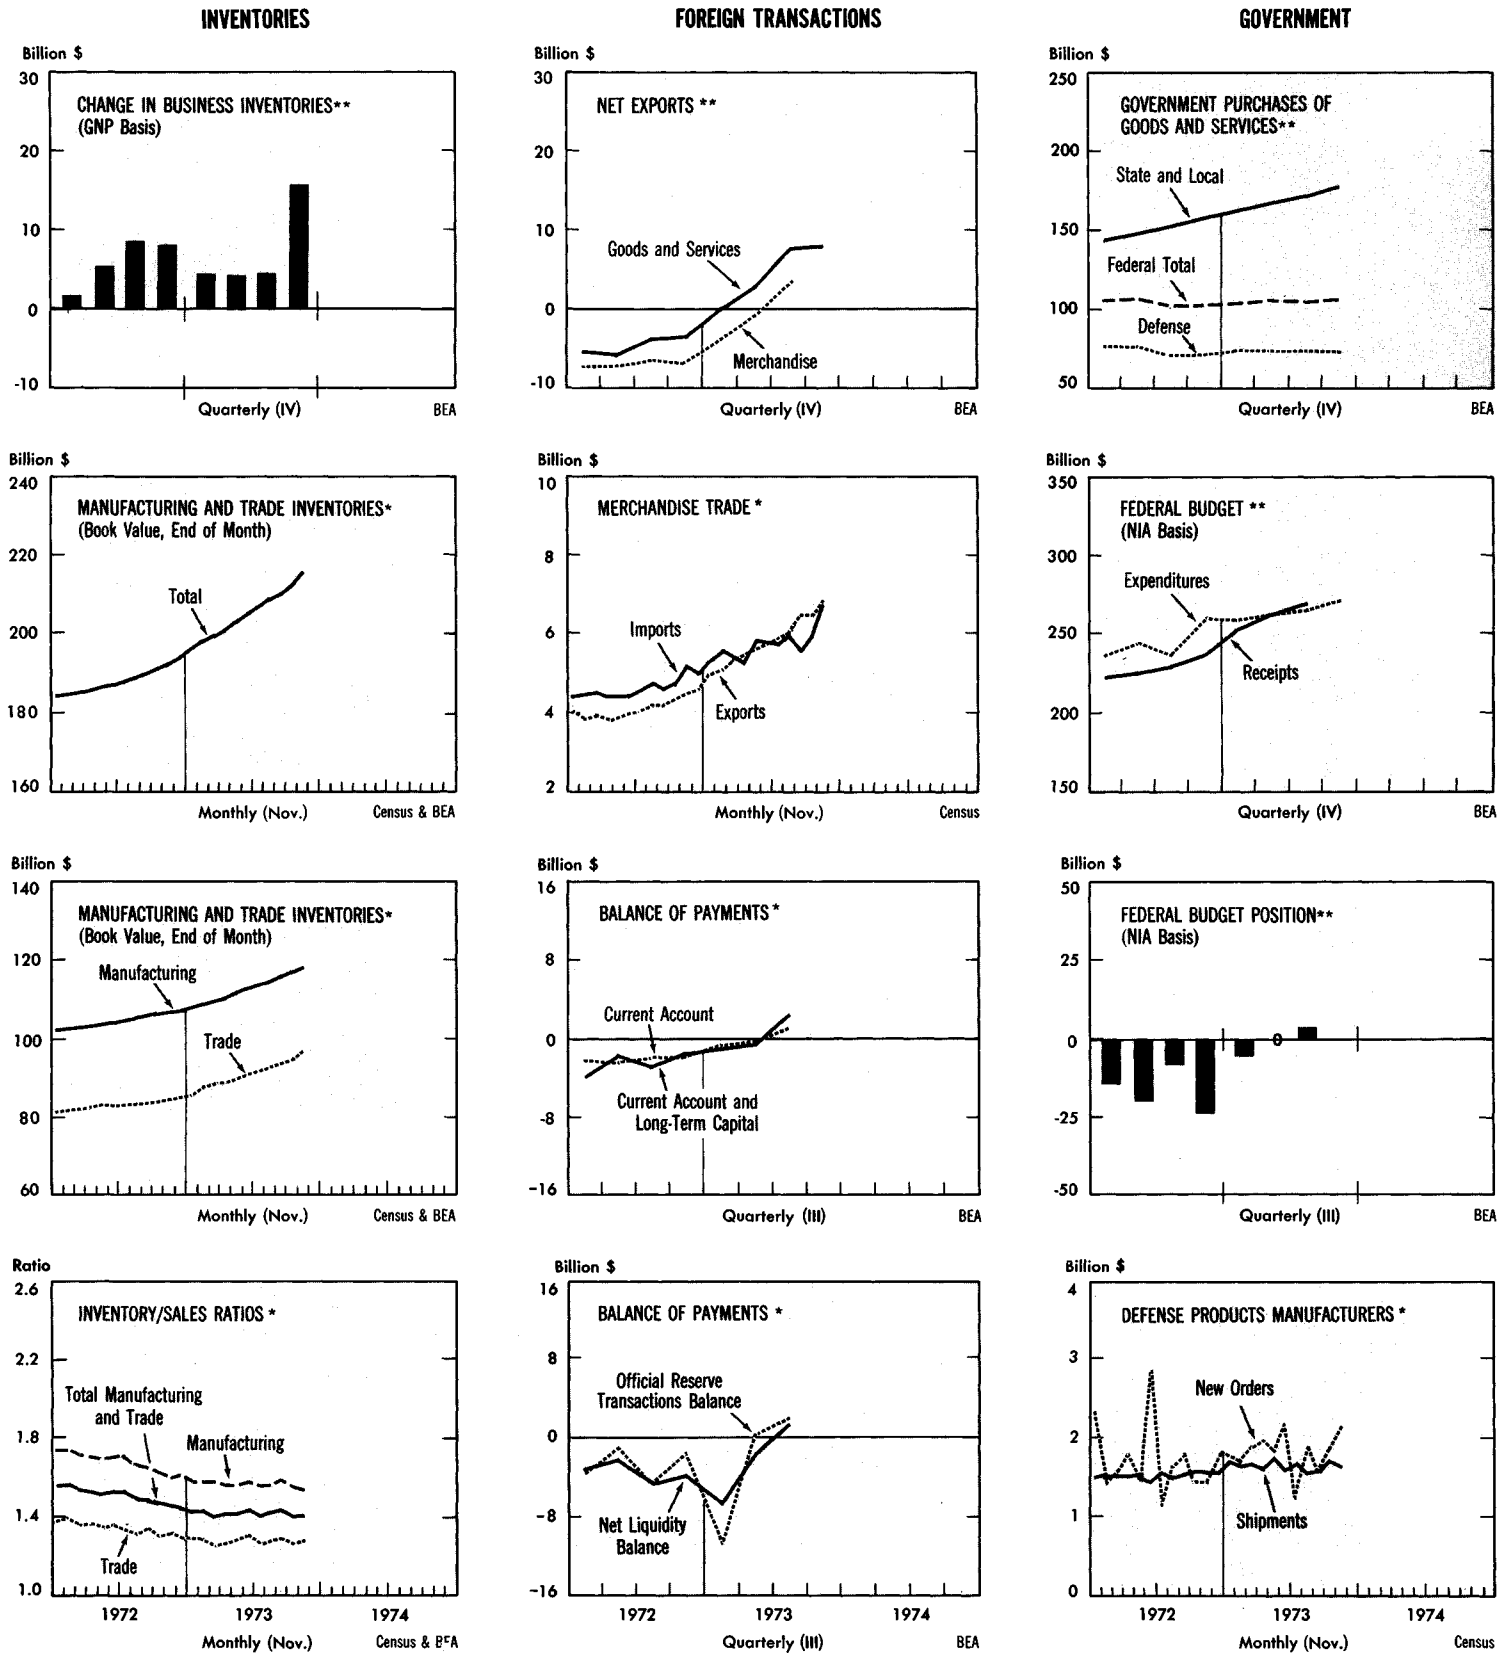 INVENTORIES
Billion $
30
20
10
0
-10
CHANGE IN BUSINESS INVENTORIES**
(GNP Basis)
Quarterly (IV)
BEA
Billion $
240
220
200
180
160
MANUFACTURING AND TRADE INVENTORIES*
(Book Value, End of Month)
Total
Monthly (Nov.)
Census & BEA
Billion $
140
120
100
80
60
MANUFACTURING AND TRADE INVENTORIES*
(Book Value, End of Month)
Manufacturing
Trade
Monthly (Nov.)
Census & BEA
Ratio
2.6
2.2
1.8
1.4
1.0
INVENTORY/SALES RATIOS *
Total Manufacturing
and Trade
Manufacturing
Trade
1972
1973
1974
Monthly (Nov.)
Census & BEA
FOREIGN TRANSACTIONS
Billion $
30
20
10
0
-10
NET EXPORTS **
Goods and Services
Merchandise
Quarterly (IV)
BEA
Billion $
10
8
6
4
2
MERCHANDISE TRADE *
Imports
Exports
Monthly (Nov.)
Census
Billion $
16
8
0
-8
-16
BALANCE OF PAYMENTS *
Current Account
Current Account and
Long-Term Capital
Quarterly (III)
BEA
Billion $
16
8
0
-8
-16
BALANCE OF PAYMENTS *
Official Reserve
Transactions Balance
Net Liquidity
Balance
1972
1973
1974
Quarterly (III)
BEA
GOVERNMENT
Billion $
250
200
150
100
50
GOVERNMENT PURCHASES OF
GOODS AND SERVICES**
State and Local
Federal Total
Defense
Quarterly (IV)
BEA
Billion $
350
300
250
200
150
FEDERAL BUDGET **
(NIA Basis)
Expenditures
Receipts
Quarterly (IV)
BEA
Billion $
50
25
0
-25
-50
FEDERAL BUDGET POSITION**
(NIA Basis)
0
Quarterly (III)
BEA
Billion $
4
3
2
1
0
DEFENSE PRODUCTS MANUFACTURERS *
New Orders
Shipments
1972
1973
1974
Monthly (Nov.)
Census